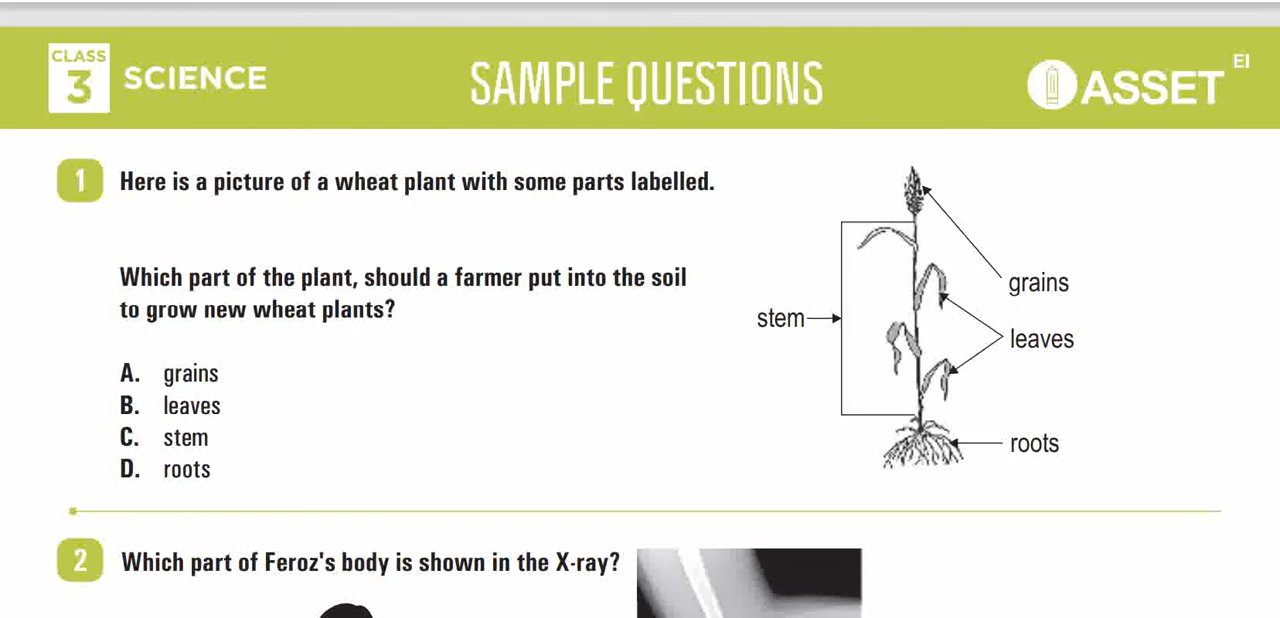 CLASS
3
SCIENCE
SAMPLE QUESTIONS
ASSET
EI
1
Here is a picture of a wheat plant with some parts labelled.
Which part of the plant, should a farmer put into the soil
to grow new wheat plants?
A. grains
B. leaves
C. stem
D. roots
grains
stem
leaves
roots
2
Which part of Feroz's body is shown in the X-ray?